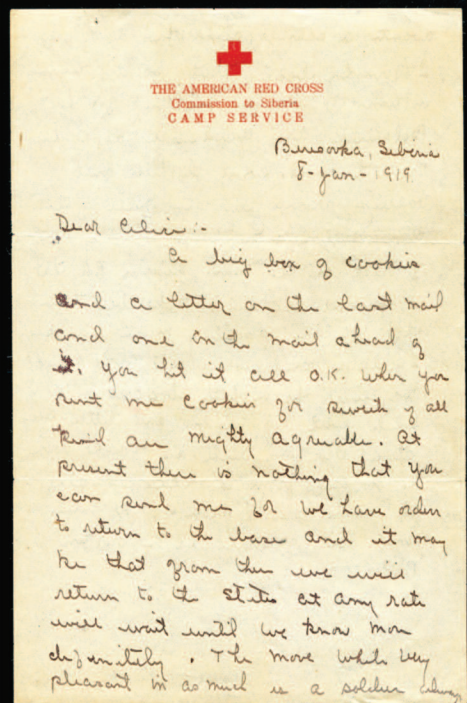 THE AMERICAN RED CROSS
Commission to Siberia
CAMP SERVICE
Beresovka, Siberia
8-Jan-1919
Dear
A big box of cookies
and a letter on the last mail
and one on the mail ahead of
it. You hit it all O.K. when you
sent me cookies for sweets of all
kind are mighty agreeable. At
present there is nothing that you
can send me for we have orders
to return to the base and it may
be that from there we will
return to the States at any rate
will wait until we know more
definitely. The move while very
pleasant in as much as a soldier always